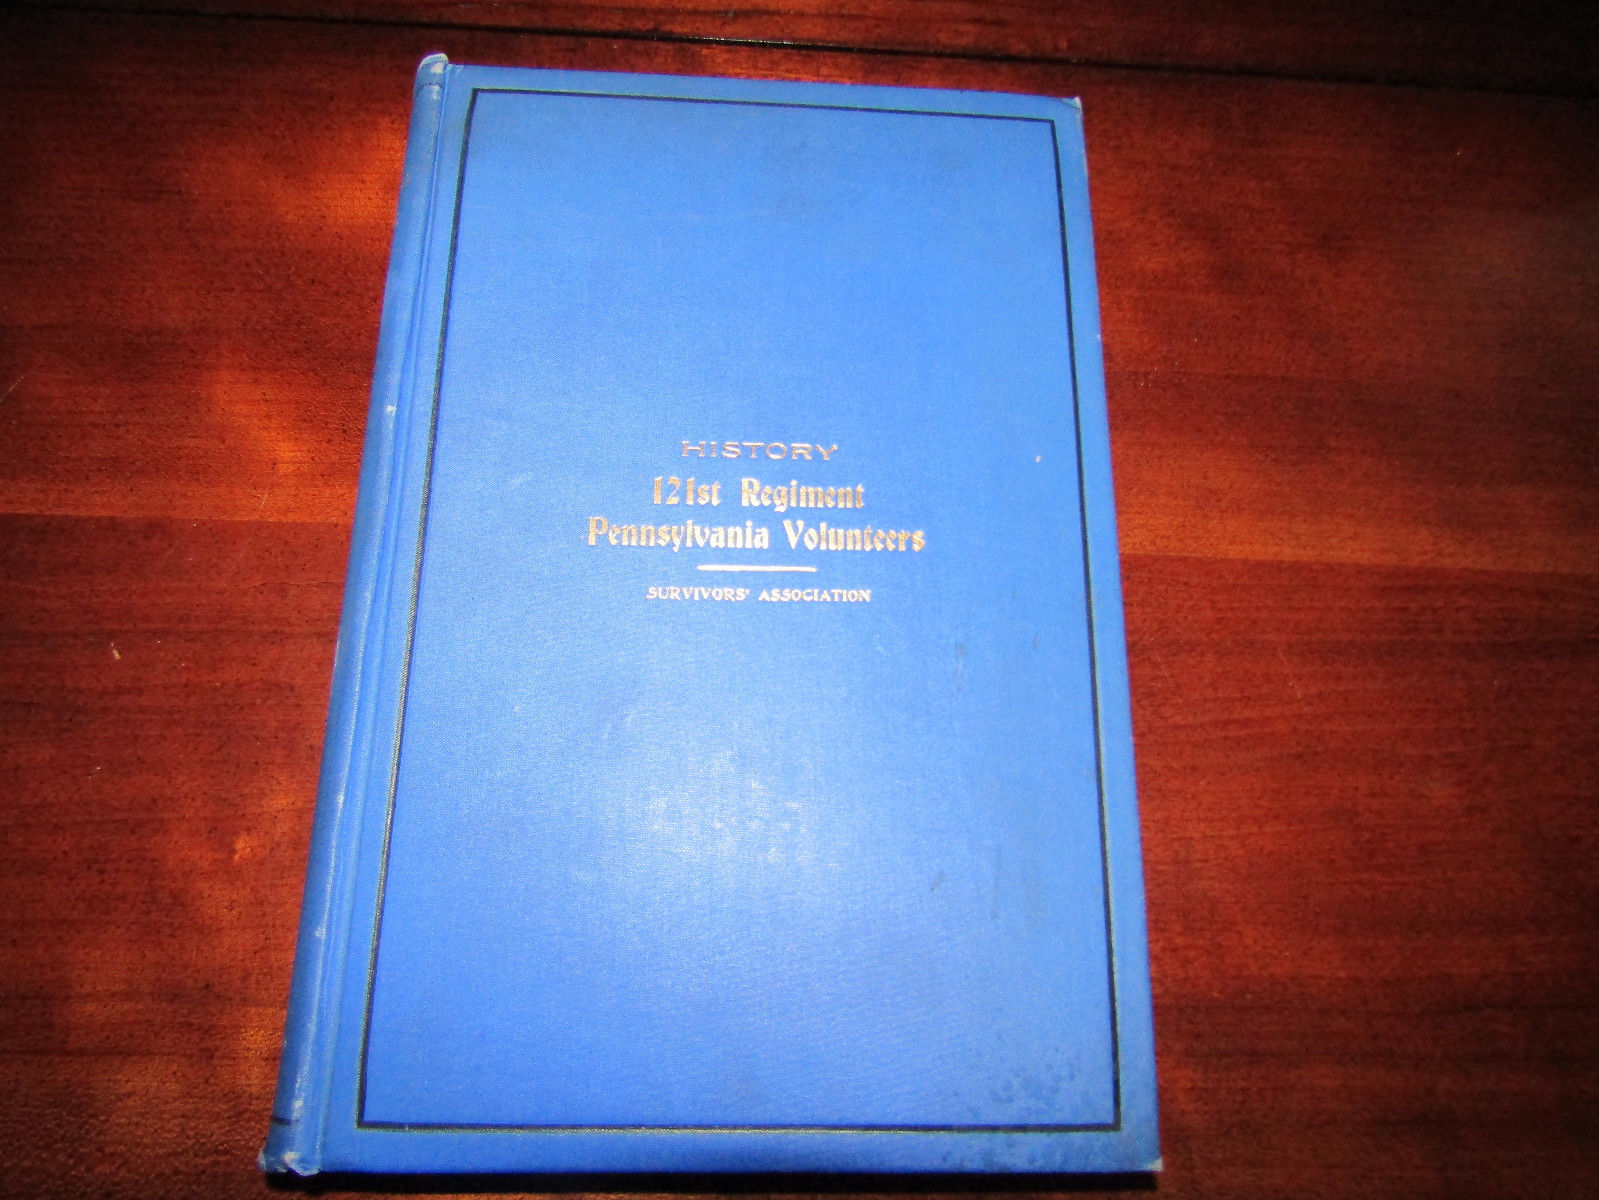 HISTORY
121st Regiment
Pennsylvania Volunteers
SURVIVORS' ASSOCIATION